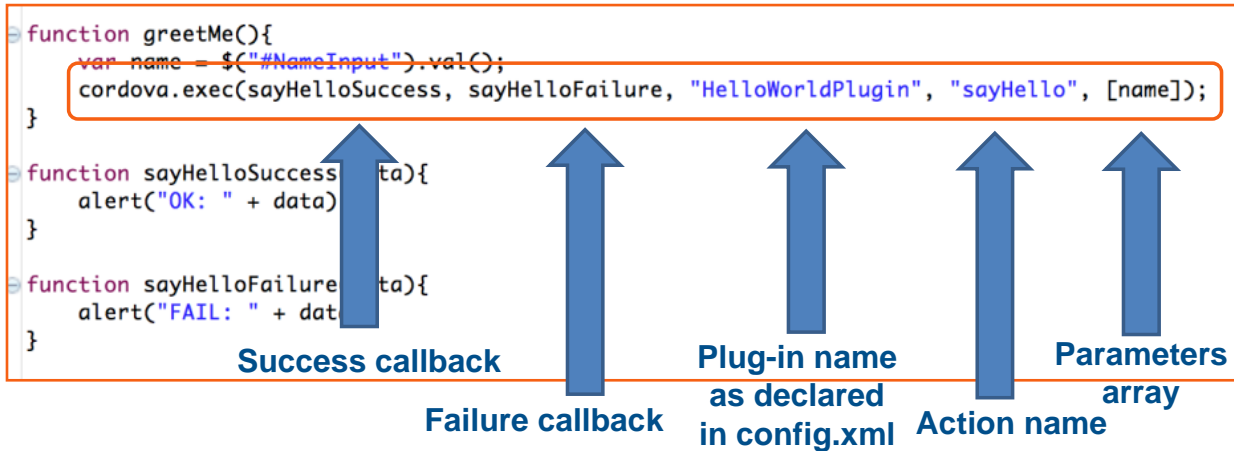 function greetMe(){
var name = $("#NameInput").val();
cordova.exec(sayHelloSuccess, sayHelloFailure, "HelloWorldPlugin", "sayHello", [name]);
}
function sayHelloSuccess ta){
alert("OK: " + data)
}
function sayHelloFailure ta){
alert("FAIL: " + dat
}
Success callback
Failure callback
Plug-in name
as declared
in config.xml
Action name
Parameters
array